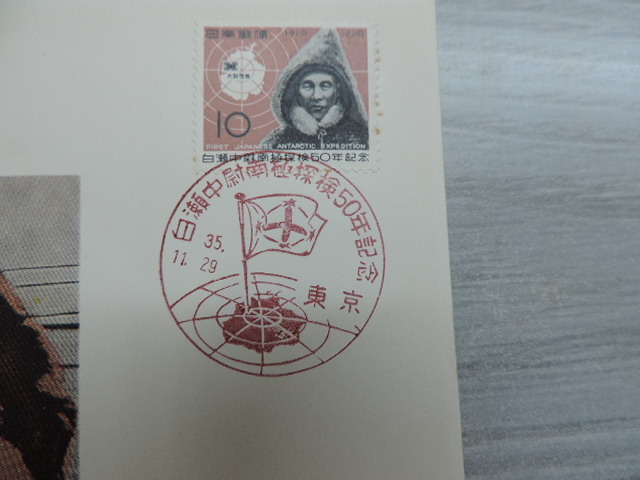 日本郵便 1910-1960
10
FIRST JAPANESE ANTARCTIC EXPEDITION
白瀬中尉南極探検50年記念
白瀬中尉南極探検50年記念
35.
11.29
東京